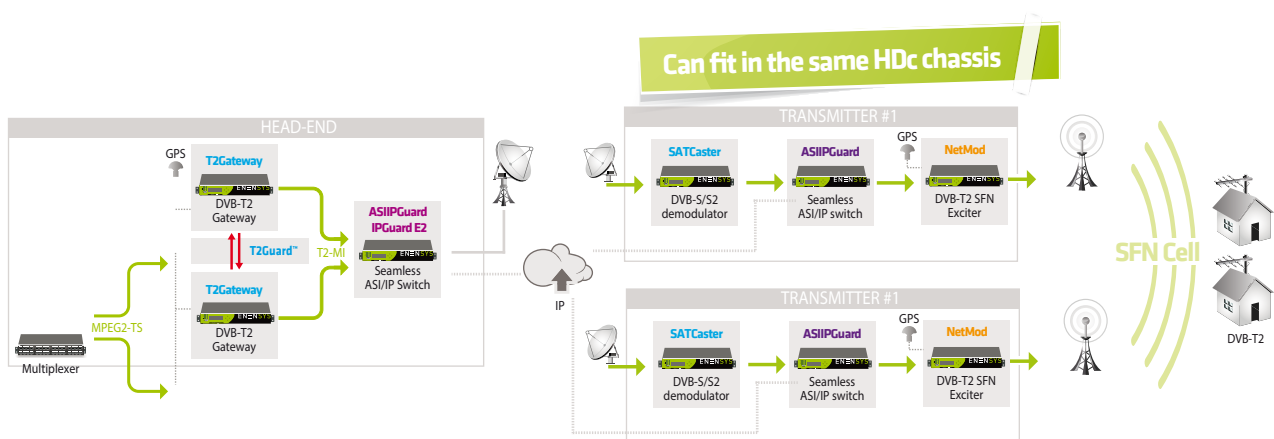 Can fit in the same HDc chassis
HEAD-END
GPS
T2Gateway
ENENSYS
DVB-T2
Gateway
T2Guard™
T2-MI
T2Gateway
ENENSYS
DVB-T2
Gateway
MPEG2-TS
Multiplexer
ASIIPGuard
IPGuard E2
ENENSYS
Seamless
ASI/IP Switch
IP
TRANSMITTER #1
SATCaster
ENENSYS
DVB-S/S2
demodulator
ASIIPGuard
ENENSYS
Seamless
ASI/IP switch
GPS
NetMod
ENENSYS
DVB-T2 SFN
Exciter
TRANSMITTER #1
SATCaster
ENENSYS
DVB-S/S2
demodulator
ASIIPGuard
ENENSYS
Seamless
ASI/IP switch
GPS
NetMod
ENENSYS
DVB-T2 SFN
Exciter
SFN Cell
DVB-T2